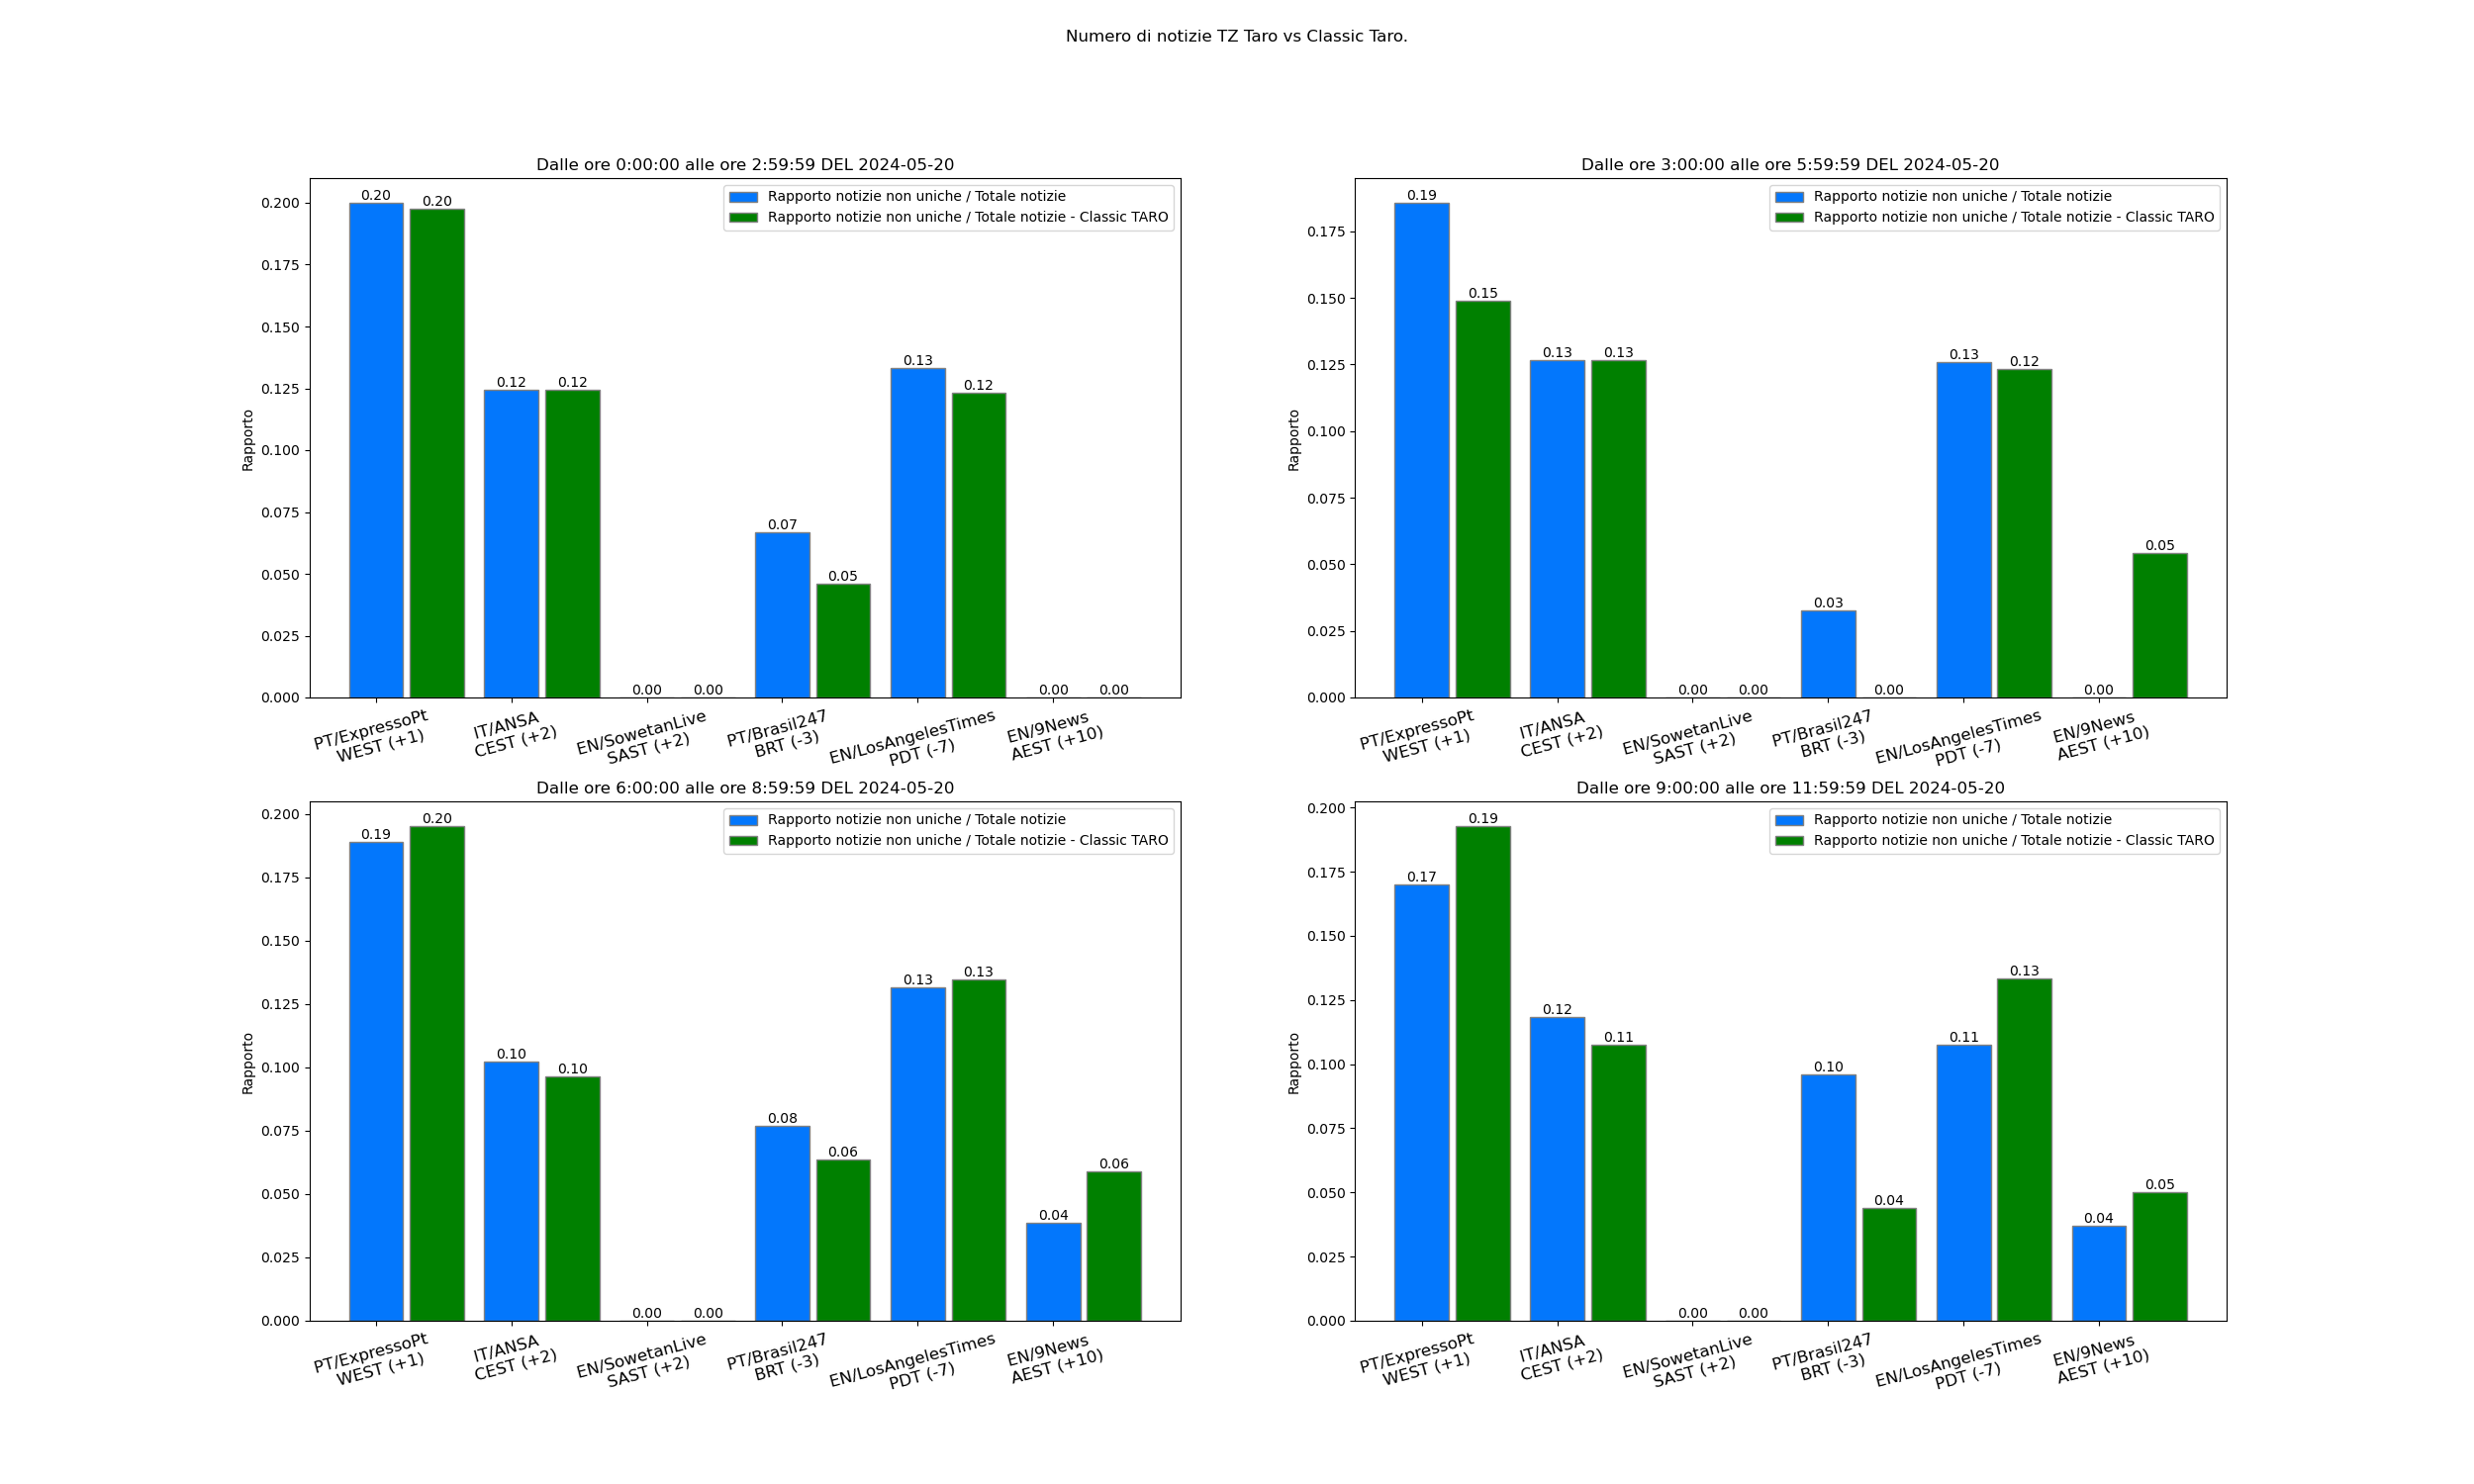 Numero di notizie TZ Taro vs Classic Taro.
Dalle ore 0:00:00 alle ore 2:59:59 DEL 2024-05-20
Rapporto notizie non uniche / Totale notizie
Rapporto notizie non uniche / Totale notizie - Classic TARO
Rapporto
0.200
0.175
0.150
0.125
0.100
0.075
0.050
0.025
0.000
0.20
0.20
0.12
0.12
0.00
0.00
0.07
0.05
0.13
0.12
0.00
0.00
PT/ExpressoPt
WEST (+1)
IT/ANSA
CEST (+2)
EN/SowetanLive
SAST (+2)
PT/Brasil247
BRT (-3)
EN/LosAngelesTimes
PDT (-7)
EN/9News
AEST (+10)
Dalle ore 3:00:00 alle ore 5:59:59 DEL 2024-05-20
Rapporto notizie non uniche / Totale notizie
Rapporto notizie non uniche / Totale notizie - Classic TARO
Rapporto
0.175
0.150
0.125
0.100
0.075
0.050
0.025
0.000
0.19
0.15
0.13
0.13
0.00
0.00
0.03
0.00
0.13
0.12
0.00
0.05
PT/ExpressoPt
WEST (+1)
IT/ANSA
CEST (+2)
EN/SowetanLive
SAST (+2)
PT/Brasil247
BRT (-3)
EN/LosAngelesTimes
PDT (-7)
EN/9News
AEST (+10)
Dalle ore 6:00:00 alle ore 8:59:59 DEL 2024-05-20
Rapporto notizie non uniche / Totale notizie
Rapporto notizie non uniche / Totale notizie - Classic TARO
Rapporto
0.200
0.175
0.150
0.125
0.100
0.075
0.050
0.025
0.000
0.19
0.20
0.10
0.10
0.00
0.00
0.08
0.06
0.13
0.13
0.04
0.06
PT/ExpressoPt
WEST (+1)
IT/ANSA
CEST (+2)
EN/SowetanLive
SAST (+2)
PT/Brasil247
BRT (-3)
EN/LosAngelesTimes
PDT (-7)
EN/9News
AEST (+10)
Dalle ore 9:00:00 alle ore 11:59:59 DEL 2024-05-20
Rapporto notizie non uniche / Totale notizie
Rapporto notizie non uniche / Totale notizie - Classic TARO
Rapporto
0.200
0.175
0.150
0.125
0.100
0.075
0.050
0.025
0.000
0.17
0.19
0.12
0.11
0.00
0.00
0.10
0.04
0.11
0.13
0.04
0.05
PT/ExpressoPt
WEST (+1)
IT/ANSA
CEST (+2)
EN/SowetanLive
SAST (+2)
PT/Brasil247
BRT (-3)
EN/LosAngelesTimes
PDT (-7)
EN/9News
AEST (+10)